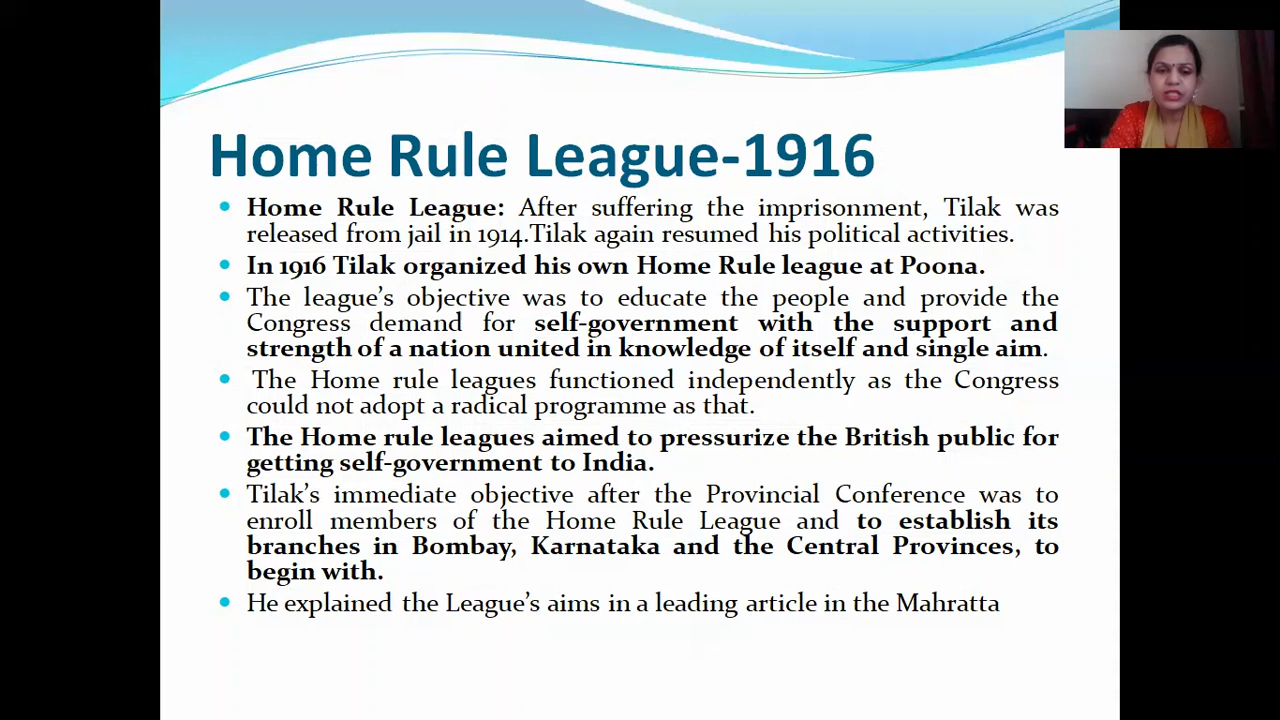 Home Rule League-1916
Home Rule League: After suffering the imprisonment, Tilak was
released from jail in 1914.Tilak again resumed his political activities.
In 1916 Tilak organized his own Home Rule league at Poona.
The league’s objective was to educate the people and provide the
Congress demand for self-government with the support and
strength of a nation united in knowledge of itself and single aim.
The Home rule leagues functioned independently as the Congress
could not adopt a radical programme as that.
The Home rule leagues aimed to pressurize the British public for
getting self-government to India.
Tilak’s immediate objective after the Provincial Conference was to
enroll members of the Home Rule League and to establish its
branches in Bombay, Karnataka and the Central Provinces, to
begin with.
He explained the League’s aims in a leading article in the Mahratta